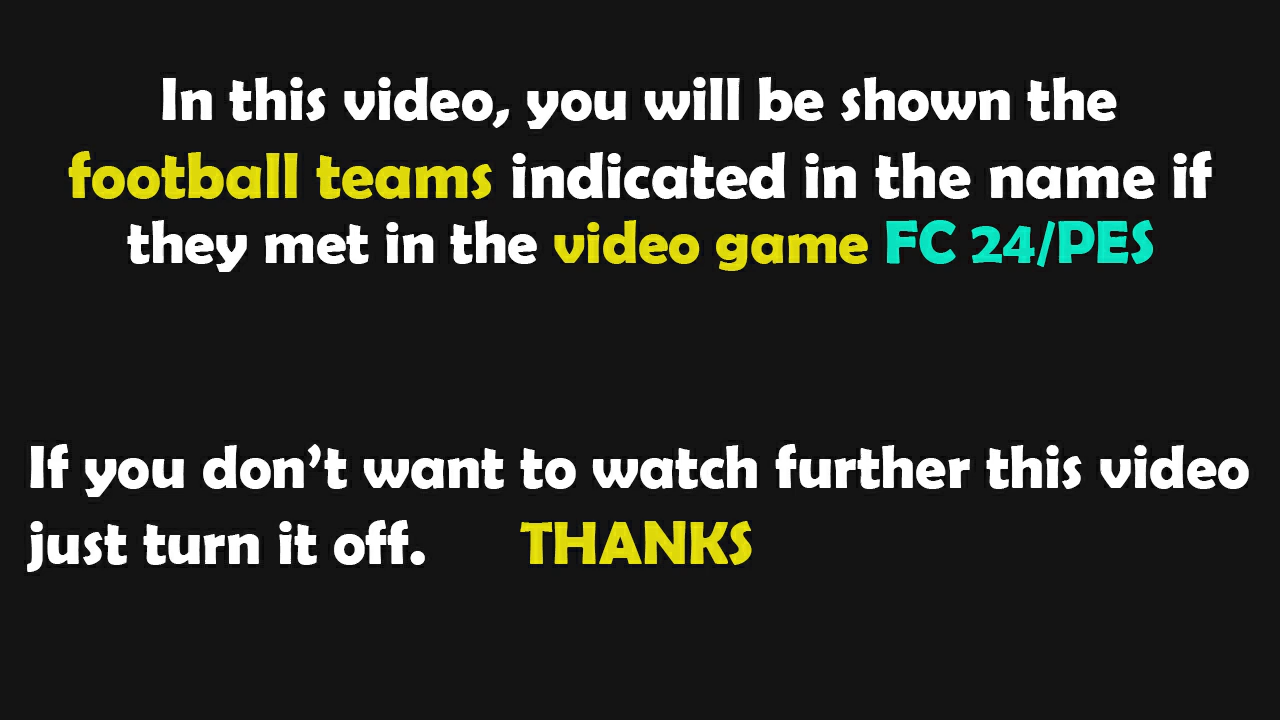 In this video, you will be shown the
football teams indicated in the name if
they met in the video game FC 24/PES
If you don't want to watch further this video
just turn it off. THANKS